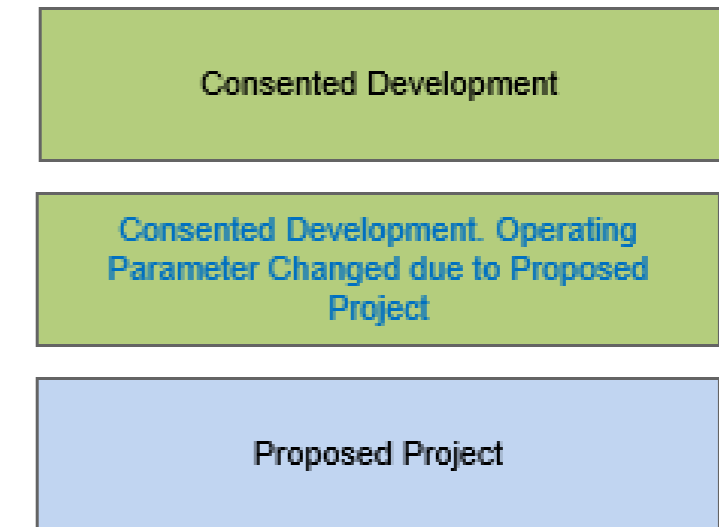 Consented Development
Consented Development. Operating
Parameter Changed due to Proposed
Project
Proposed Project